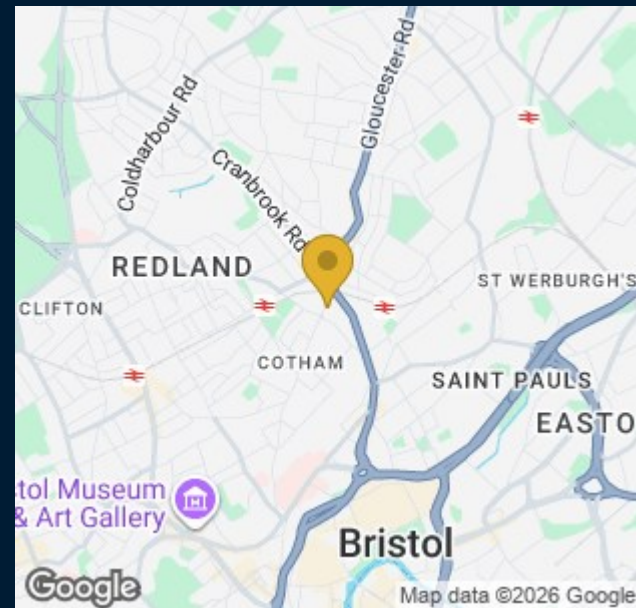 Gloucester Rd
Coldharbour Rd
Cranbrook Rd
REDLAND
ST WERBURGH'S
CLIFTON
COTHAM
SAINT PAULS
EASTO
stol Museum
& Art Gallery
Bristol
Google
Map data ©2026 Google